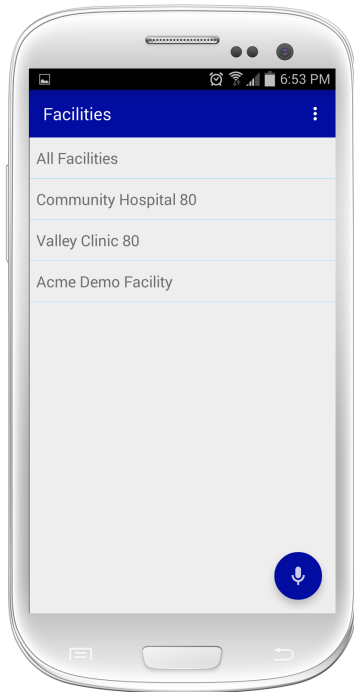 6:53 PM
Facilities
All Facilities
Community Hospital 80
Valley Clinic 80
Acme Demo Facility